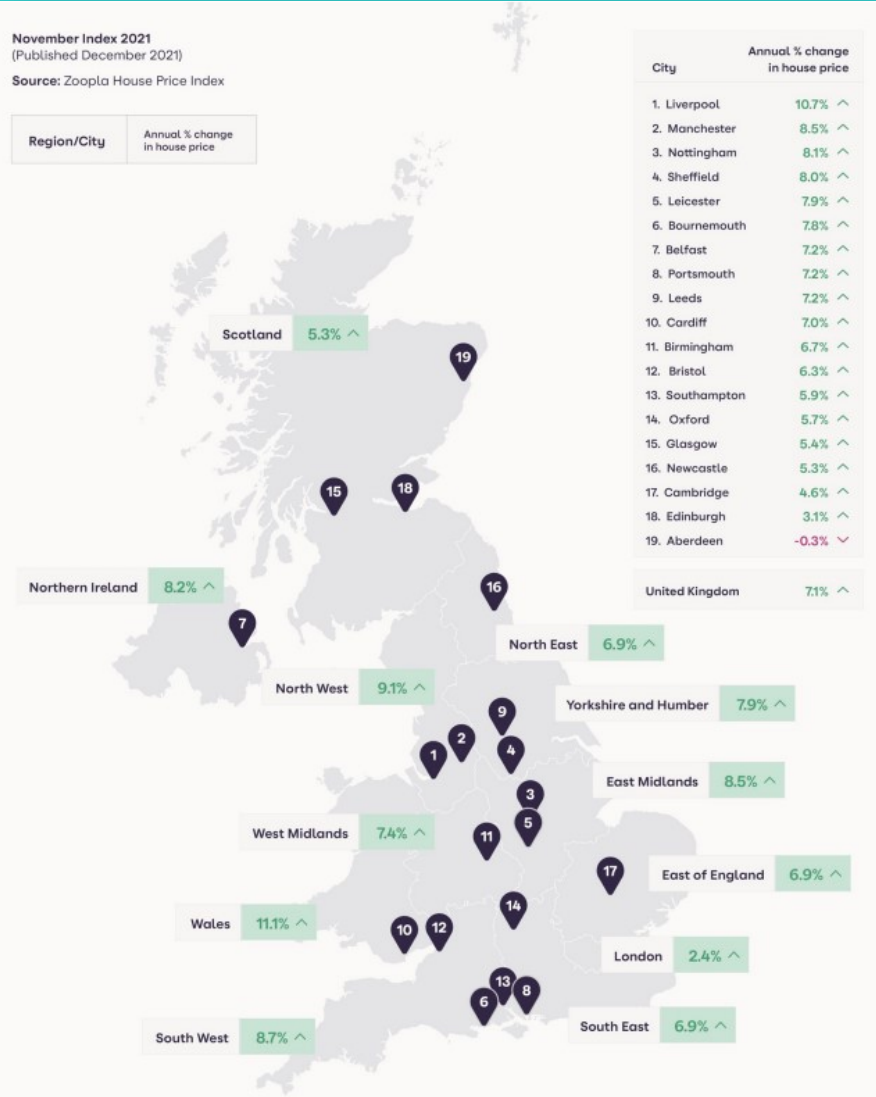 November Index 2021
(Published December 2021)
Source: Zoopla House Price Index
Region/City
Annual % change
in house price
City
Annual % change
in house price
1. Liverpool 10.7%
2. Manchester 8.5%
3. Nottingham 8.1%
4. Sheffield 8.0%
5. Leicester 7.9%
6. Bournemouth 7.8%
7. Belfast 7.2%
8. Portsmouth 7.2%
9. Leeds 7.2%
10. Cardiff 7.0%
11. Birmingham 6.7%
12. Bristol 6.3%
13. Southampton 5.9%
14. Oxford 5.7%
15. Glasgow 5.4%
16. Newcastle 5.3%
17. Cambridge 4.6%
18. Edinburgh 3.1%
19. Aberdeen -0.3%
United Kingdom 7.1%
Scotland 5.3%
19
15
18
Northern Ireland 8.2%
16
7
North East 6.9%
North West 9.1%
Yorkshire and Humber 7.9%
9
2
1
4
East Midlands 8.5%
3
5
West Midlands 7.4%
11
17
East of England 6.9%
14
Wales 11.1%
10
12
London 2.4%
13
8
6
South East 6.9%
South West 8.7%